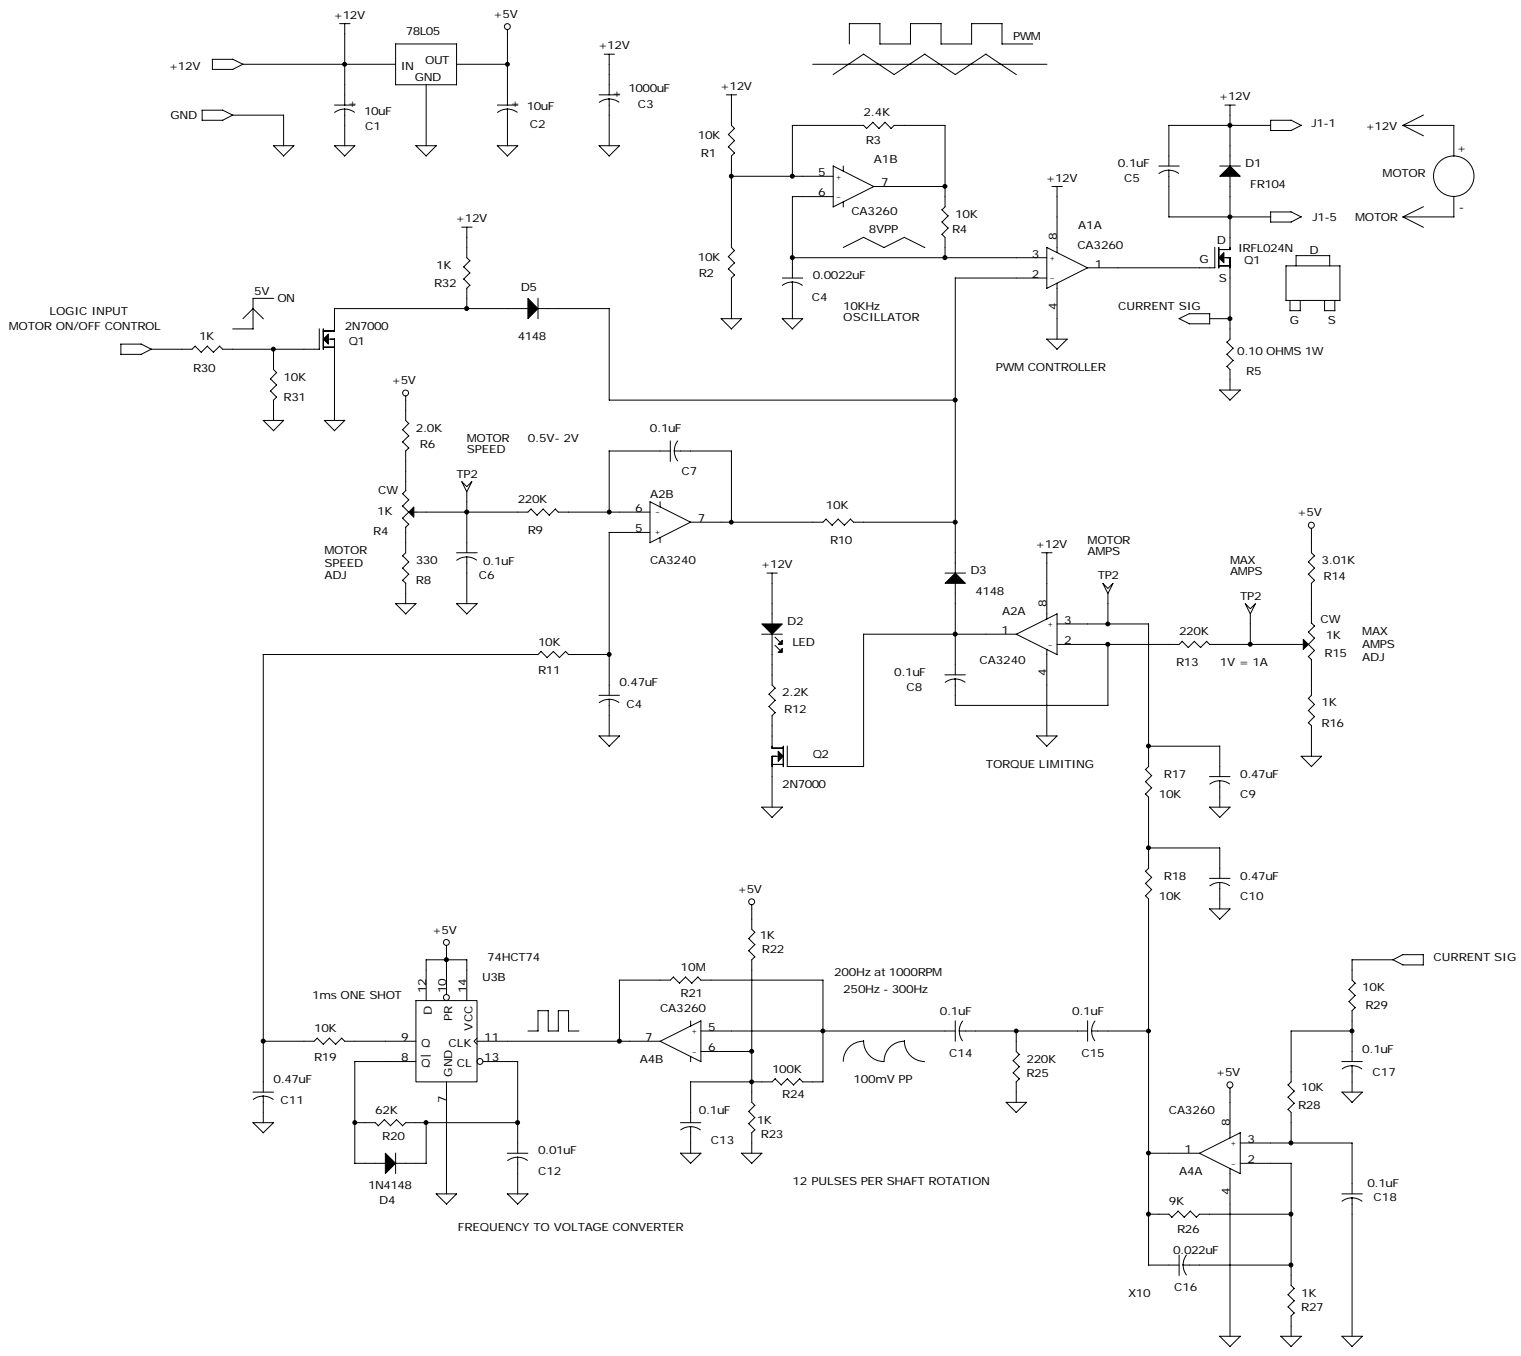 +12V
78L05
+5V
+12V
IN
OUT
GND
10uF
C1
10uF
C2
GND
+12V
1000uF
C3
PWM
+12V
10K
R1
10K
R2
2.4K
R3
A1B
5
6
7
+
-
CA3260
8VPP
10K
R4
0.0022uF
C4
10KHz
OSCILLATOR
+12V
A1A
CA3260
8
3
2
1
4
+
-
PWM CONTROLLER
+12V
J1-1
0.1uF
C5
D1
FR104
J1-5
D
IRFL024N
Q1
G
S
D
G
S
CURRENT SIG
0.10 OHMS 1W
R5
+12V
+
MOTOR
-
MOTOR
+12V
1K
R32
D5
4148
5V
ON
LOGIC INPUT
MOTOR ON/OFF CONTROL
1K
R30
10K
R31
2N7000
Q1
+5V
2.0K
R6
CW
1K
R4
MOTOR
SPEED
ADJ
330
R8
MOTOR
SPEED
0.5V- 2V
TP2
0.1uF
C6
220K
R9
0.1uF
C7
A2B
6
5
7
-
+
CA3240
10K
R10
10K
R11
0.47uF
C4
+12V
D2
LED
2.2K
R12
Q2
2N7000
D3
4148
+12V
A2A
8
3
2
1
4
+
-
CA3240
0.1uF
C8
TORQUE LIMITING
MOTOR
AMPS
TP2
220K
R13
MAX
AMPS
TP2
1V = 1A
+5V
3.01K
R14
CW
1K
R15
MAX
AMPS
ADJ
1K
R16
R17
10K
0.47uF
C9
R18
10K
0.47uF
C10
CURRENT SIG
10K
R29
0.1uF
C17
10K
R28
+5V
CA3260
8
3
2
1
4
+
-
A4A
0.1uF
C18
9K
R26
0.022uF
C16
X10
1K
R27
+5V
74HCT74
U3B
1ms ONE SHOT
12
10
14
D
PR
VCC
9
Q
CLK
11
8
Q
GND
CL
13
7
10K
R19
0.47uF
C11
62K
R20
1N4148
D4
0.01uF
C12
FREQUENCY TO VOLTAGE CONVERTER
+5V
1K
R22
10M
R21
CA3260
7
5
6
+
-
A4B
100K
R24
0.1uF
C13
1K
R23
200Hz at 1000RPM
250Hz - 300Hz
100mV PP
0.1uF
C14
220K
R25
0.1uF
C15
12 PULSES PER SHAFT ROTATION